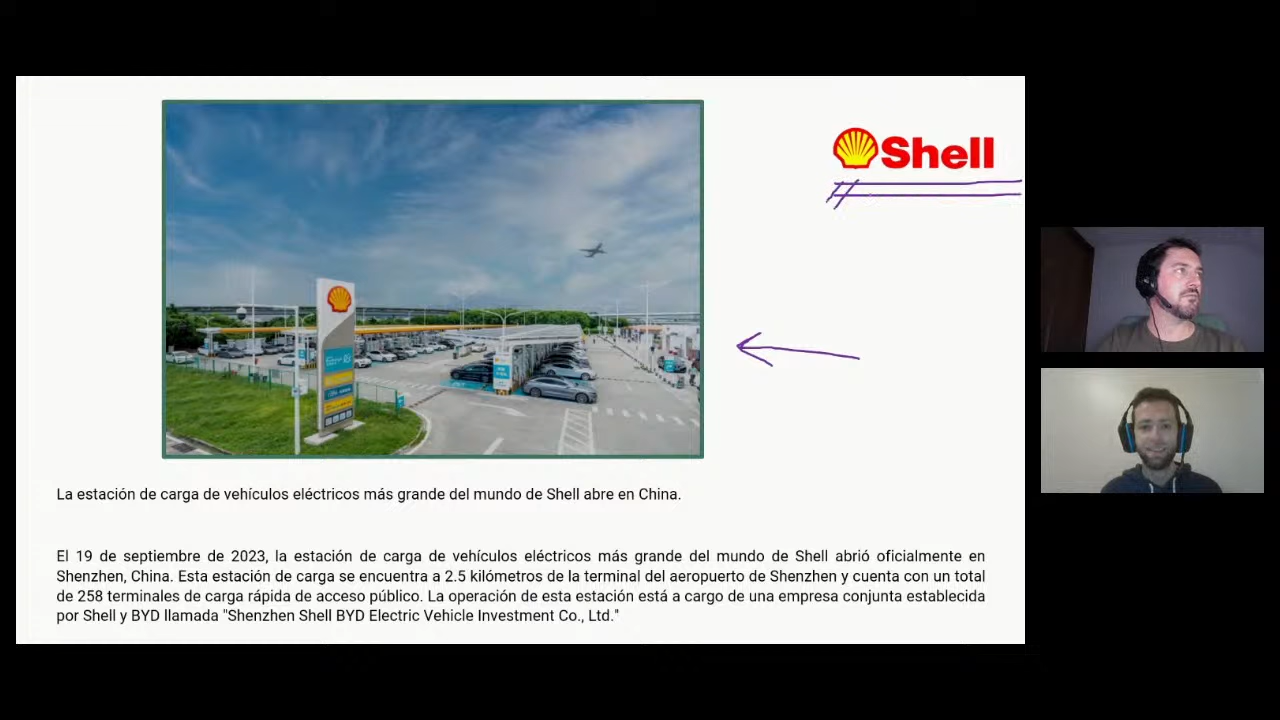 Shell
La estación de carga de vehículos eléctricos más grande del mundo de Shell abre en China.
El 19 de septiembre de 2023, la estación de carga de vehículos eléctricos más grande del mundo de Shell abrió oficialmente en
Shenzhen, China. Esta estación de carga se encuentra a 2.5 kilómetros de la terminal del aeropuerto de Shenzhen y cuenta con un total
de 258 terminales de carga rápida de acceso público. La operación de esta estación está a cargo de una empresa conjunta establecida
por Shell y BYD llamada "Shenzhen Shell BYD Electric Vehicle Investment Co., Ltd."